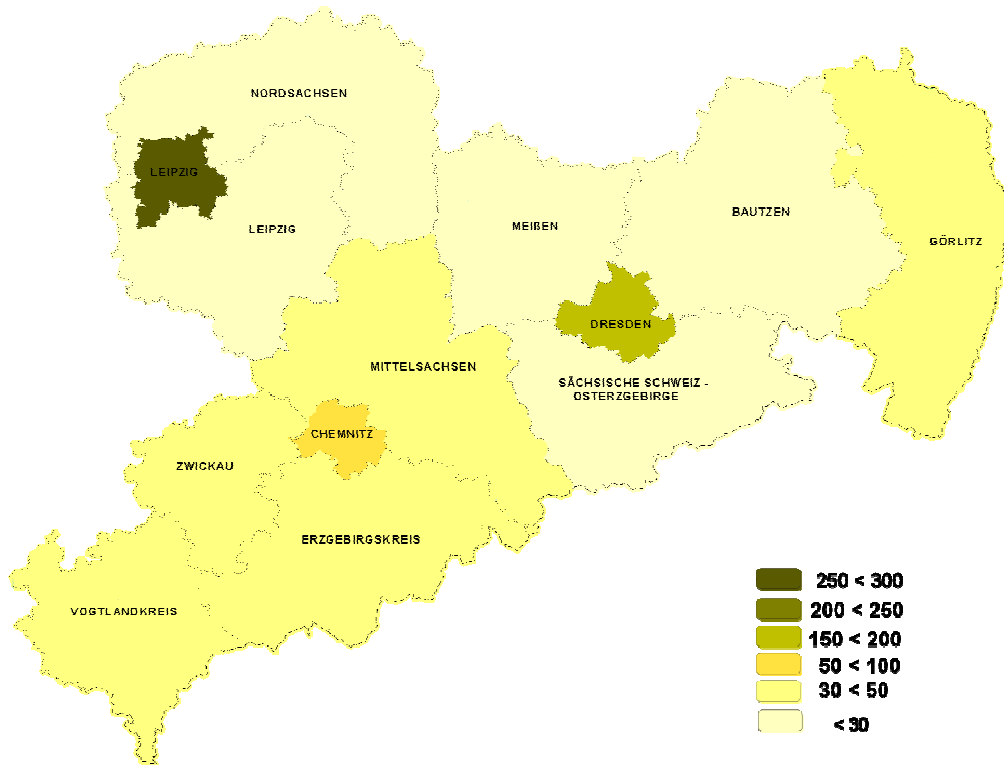 NORDSACHSEN
LEIPZIG
LEIPZIG
MEIßEN
BAUTZEN
GÖRLITZ
DRESDEN
MITTELSACHSEN
SÄCHSISCHE SCHWEIZ -
OSTERZGEBIRGE
CHEMNITZ
ZWICKAU
ERZGEBIRGSKREIS
VOGTLANDKREIS
250 < 300
200 < 250
150 < 200
50 < 100
30 < 50
< 30